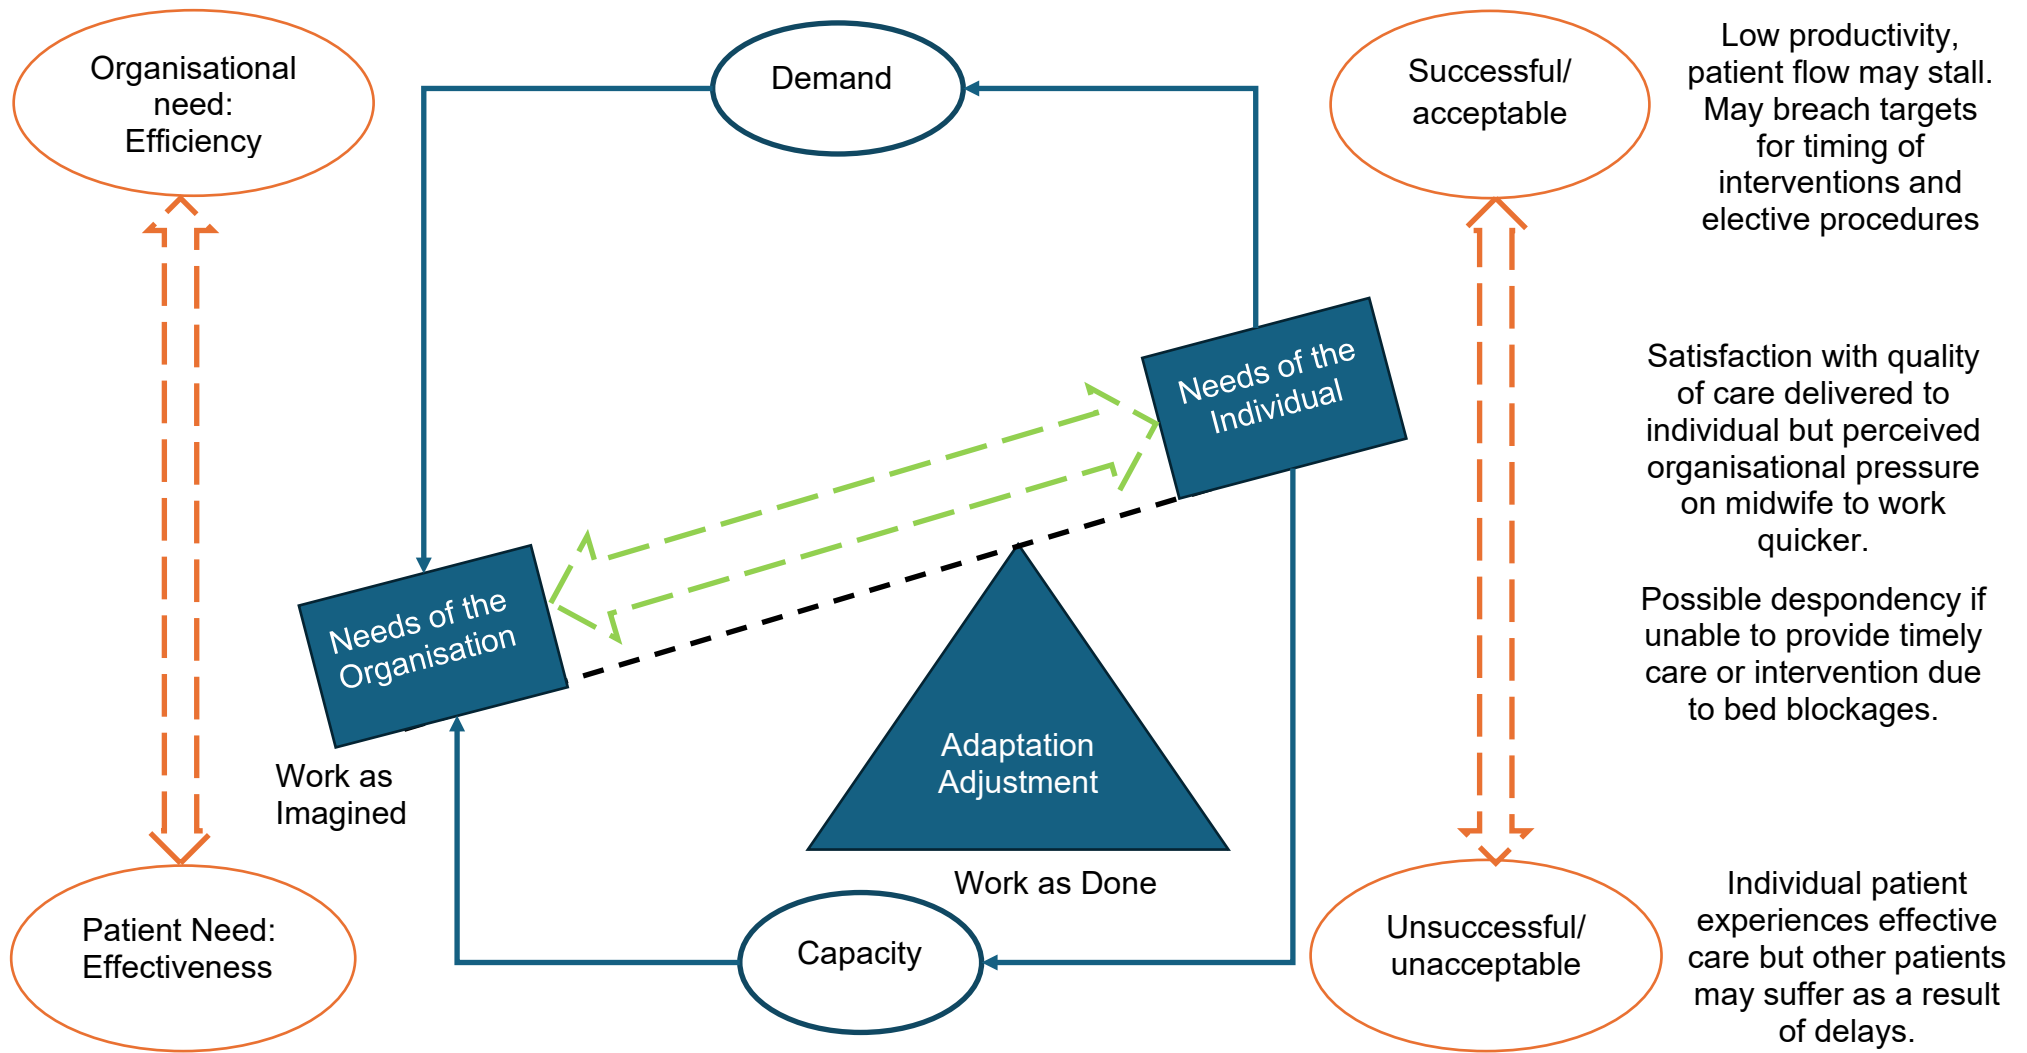 Organisational
need:
Efficiency
Demand
Successful/
acceptable
Low productivity,
patient flow may stall.
May breach targets
for timing of
interventions and
elective procedures
Needs of the
Individual
Satisfaction with quality
of care delivered to
individual but perceived
organisational pressure
on midwife to work
quicker.
Needs of the
Organisation
Possible despondency if
unable to provide timely
care or intervention due
to bed blockages.
Adaptation
Adjustment
Work as
Imagined
Work as Done
Patient Need:
Effectiveness
Capacity
Unsuccessful/
unacceptable
Individual patient
experiences effective
care but other patients
may suffer as a result
of delays.